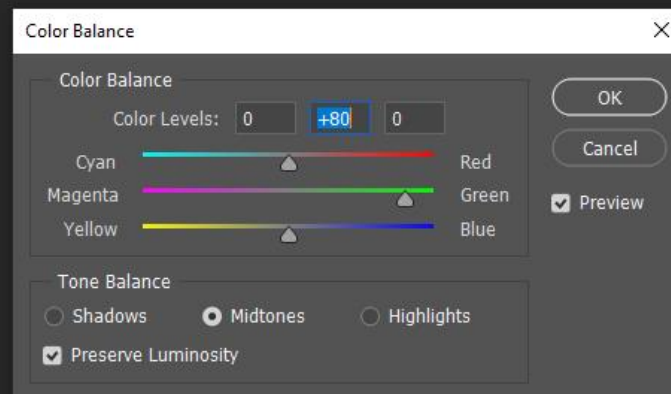 Color Balance
Color Balance
Color Levels: 0 +80 0
OK
Cyan Red
Cancel
Magenta Green
Preview
Yellow Blue
Tone Balance
Shadows Midtones Highlights
Preserve Luminosity